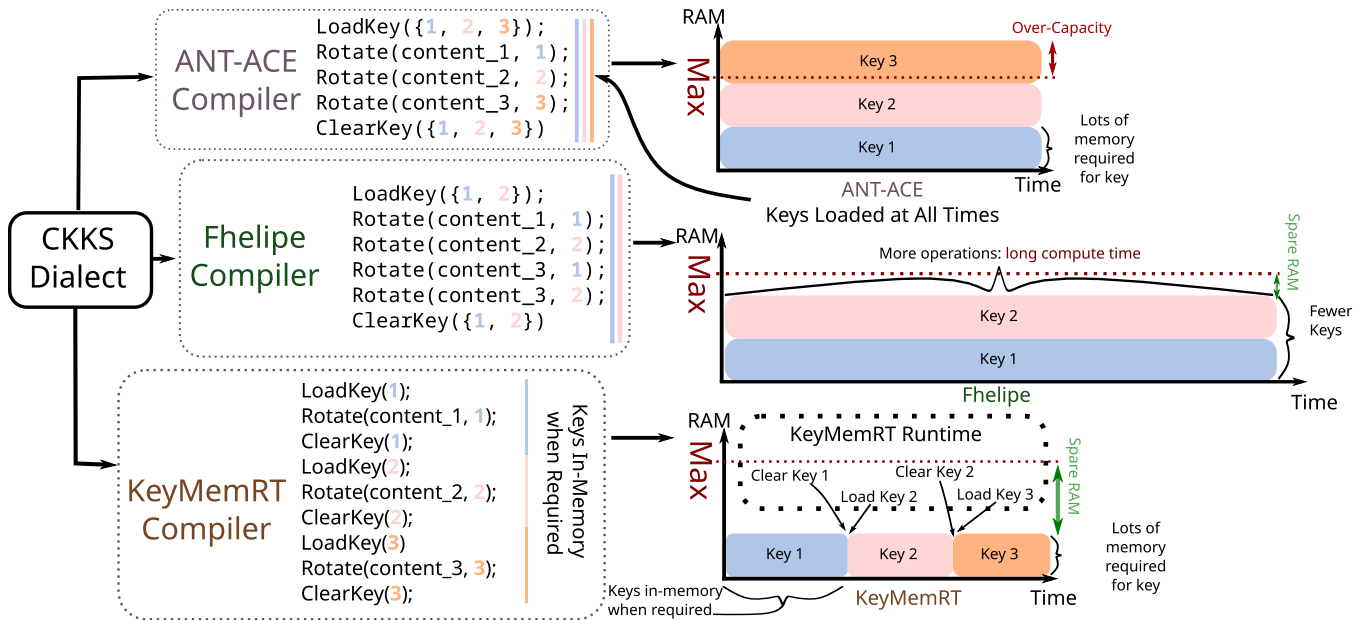 CKKS
Dialect
ANT-ACE
Compiler
LoadKey({1, 2, 3});
Rotate(content_1, 1);
Rotate(content_2, 2);
Rotate(content_3, 3);
ClearKey({1, 2, 3})
RAM
Max
Over-Capacity
Key 3
Key 2
Key 1
Lots of
memory
required
for key
Time
ANT-ACE
Keys Loaded at All Times
Fhelipe
Compiler
LoadKey({1, 2});
Rotate(content_1, 1);
Rotate(content_2, 2);
Rotate(content_3, 1);
Rotate(content_3, 2);
ClearKey({1, 2})
RAM
Max
More operations: long compute time
Spare RAM
Key 2
Key 1
Fewer
Keys
Time
Fhelipe
KeyMemRT
Compiler
LoadKey(1);
Rotate(content_1, 1);
ClearKey(1);
LoadKey(2);
Rotate(content_2, 2);
ClearKey(2);
LoadKey(3)
Rotate(content_3, 3);
ClearKey(3);
Keys In-Memory
when Required
RAM
Max
KeyMemRT Runtime
Clear Key 1
Load Key 2
Clear Key 2
Load Key 3
Spare RAM
Key 1
Key 2
Key 3
Lots of
memory
required
for key
Keys in-memory
when required
KeyMemRT
Time